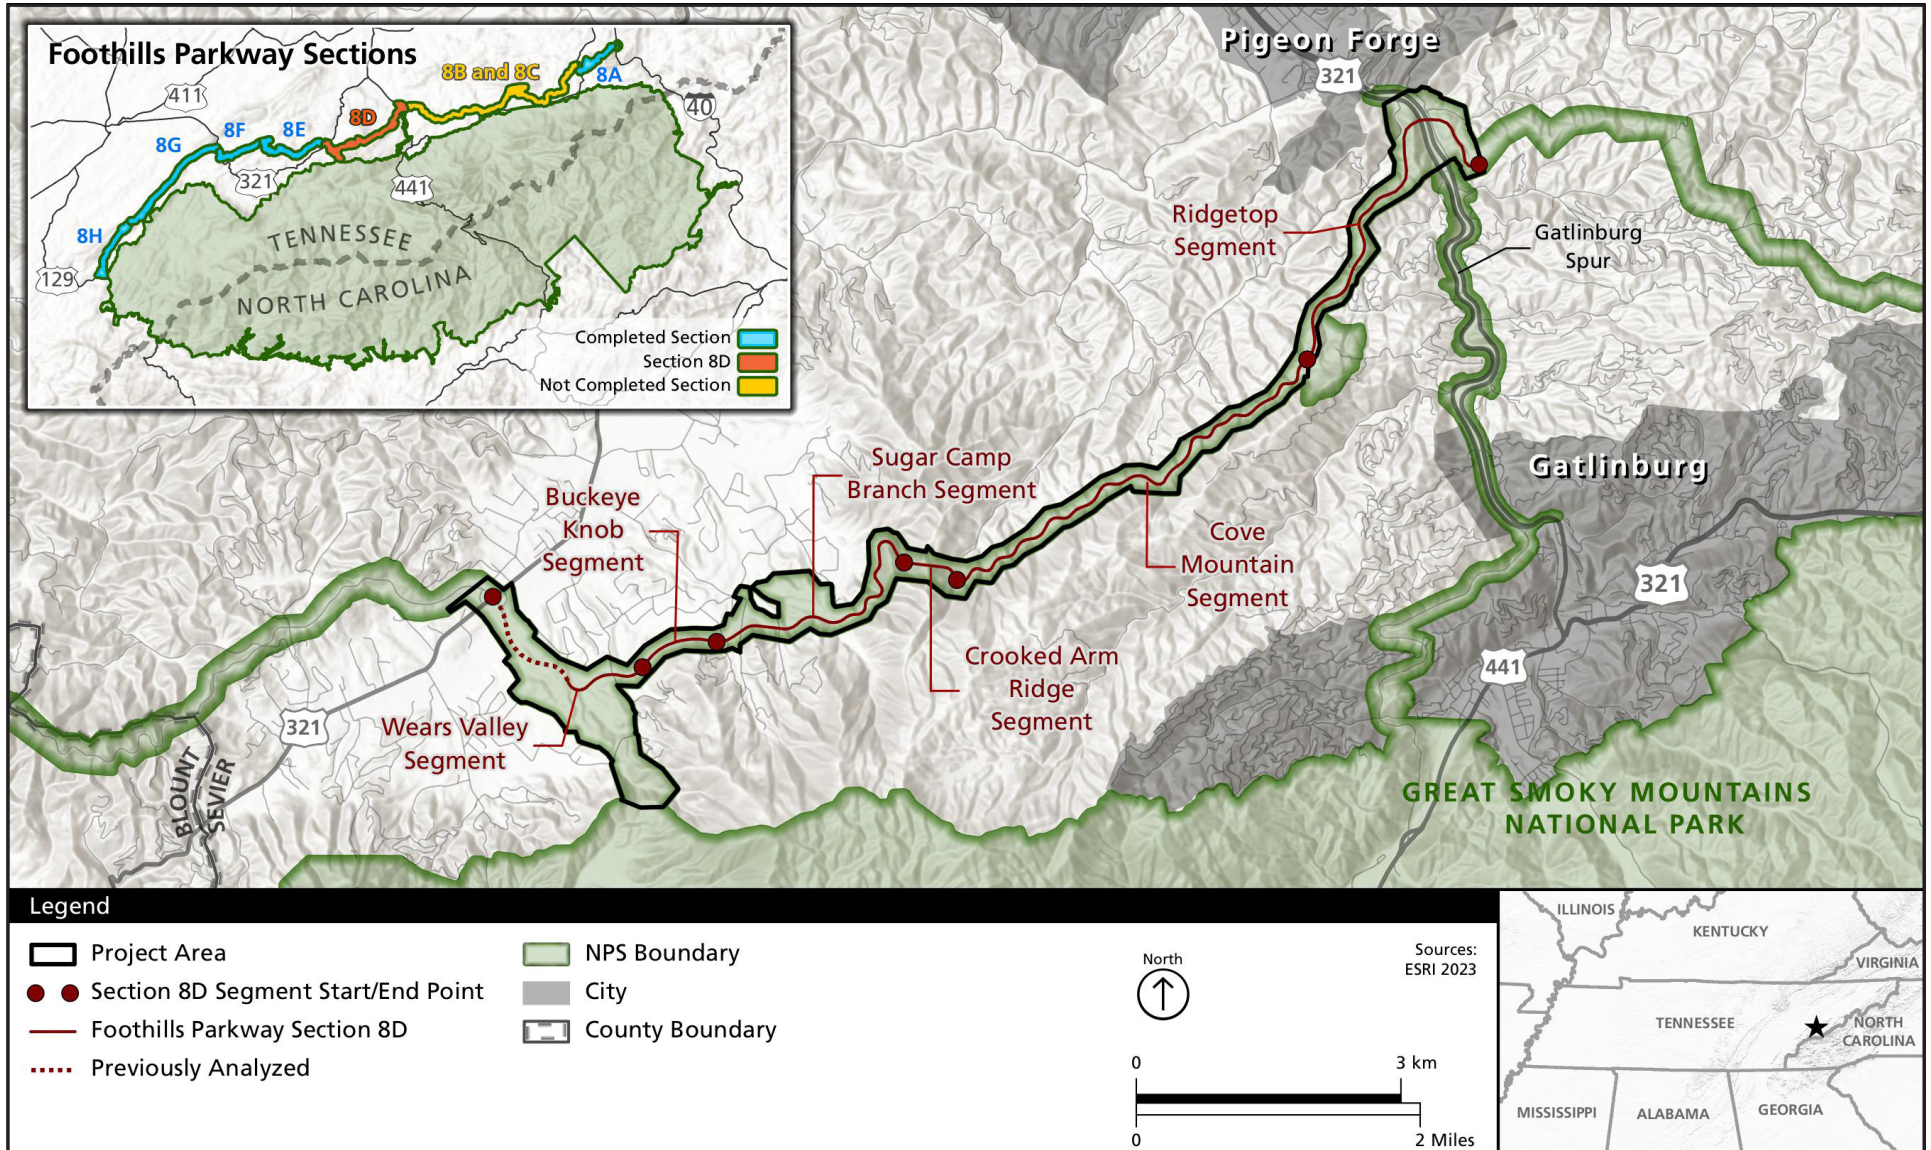 Foothills Parkway Sections
8B and 8C
8A
411
40
8D
8F
8E
8G
321
441
8H
TENNESSEE
129
NORTH CAROLINA
Completed Section
Section 8D
Not Completed Section
Pigeon Forge
321
Ridgetop
Segment
Gatlinburg
Spur
Gatlinburg
Sugar Camp
Branch Segment
Buckeye
Knob
Segment
Cove
Mountain
Segment
321
Crooked Arm
Ridge
Segment
441
Wears Valley
Segment
321
BLOUNT
SEVIER
GREAT SMOKY MOUNTAINS
NATIONAL PARK
Legend
Project Area
Section 8D Segment Start/End Point
Foothills Parkway Section 8D
Previously Analyzed
NPS Boundary
City
County Boundary
North
Sources:
ESRI 2023
0
3 km
0
2 Miles
ILLINOIS
KENTUCKY
VIRGINIA
TENNESSEE
NORTH
CAROLINA
MISSISSIPPI
ALABAMA
GEORGIA